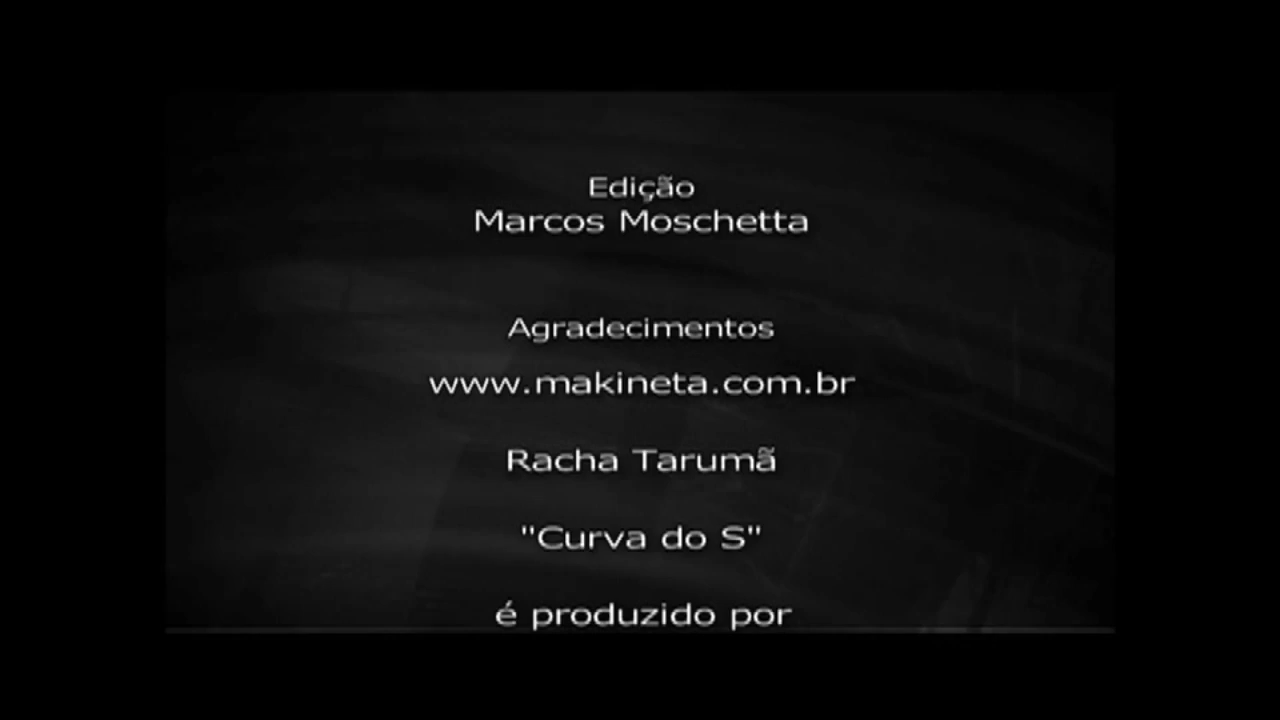 Edição
Marcos Moschetta
Agradecimentos
www.makineta.com.br
Racha Tarumã
"Curva do S"
é produzido por